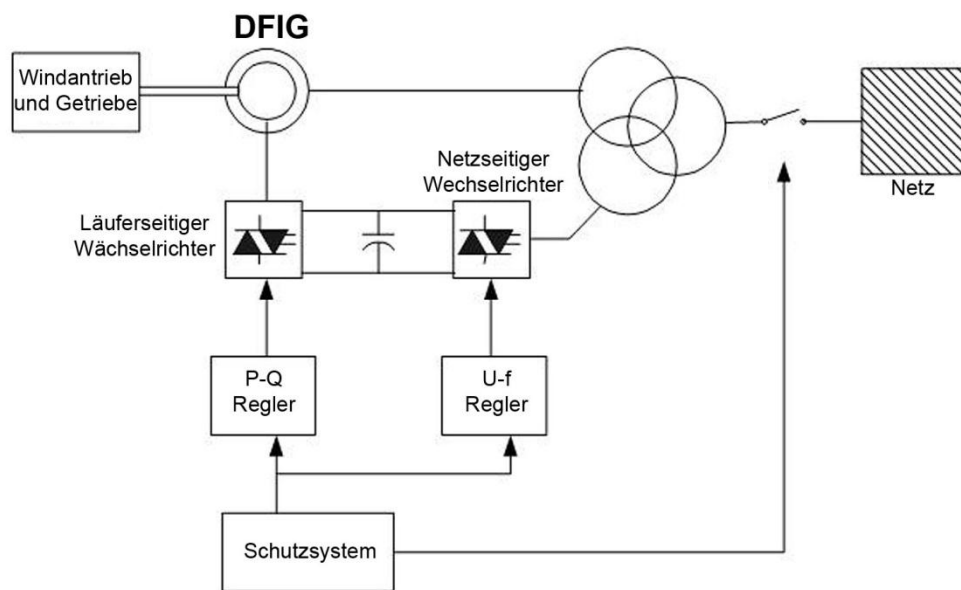 DFIG
Windantrieb
und Getriebe
Netzseitiger
Wechselrichter
Netz
Läuferseitiger
Wächselrichter
P-Q
Regler
U-f
Regler
Schutzsystem